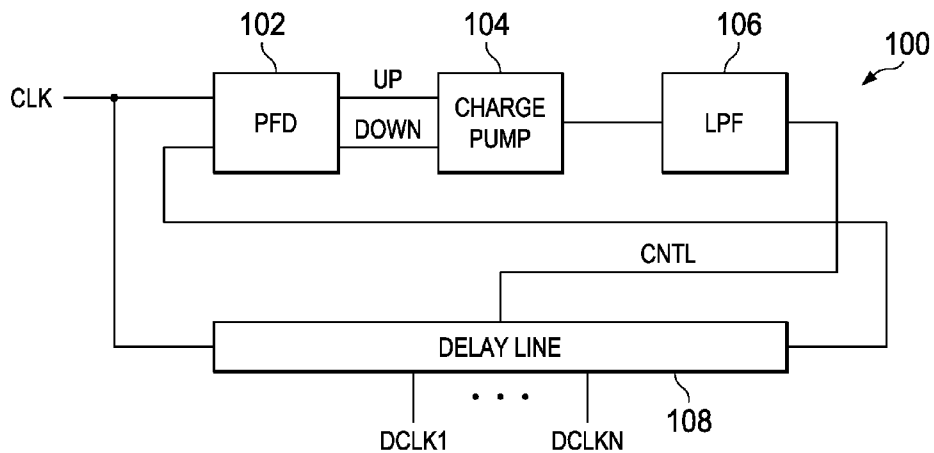 102
104
106
100
CLK
UP
DOWN
PFD
CHARGE
PUMP
LPF
CNTL
DELAY LINE
108
DCLK1
• • •
DCLKN